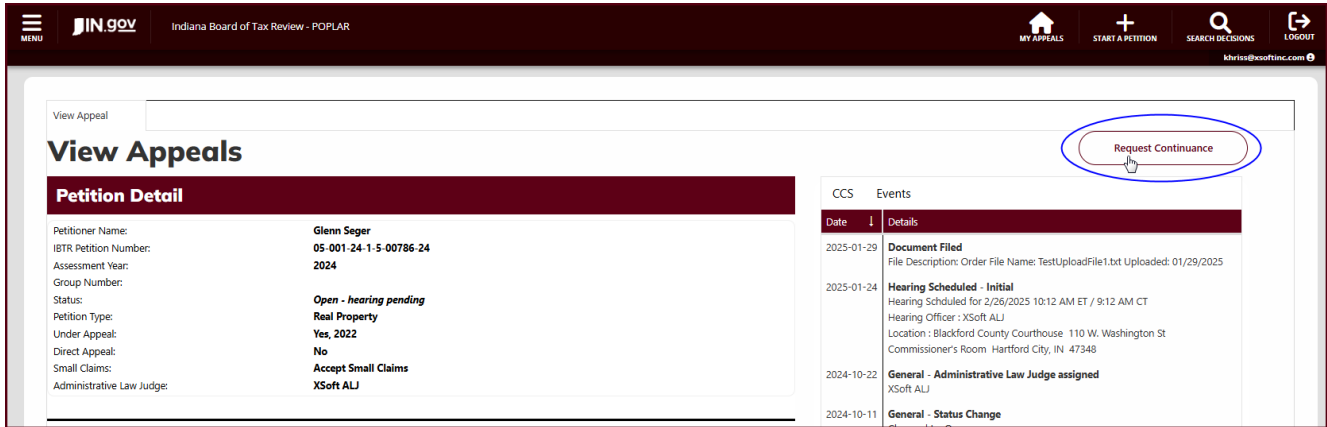 MENU
IN.gov
Indiana Board of Tax Review - POPLAR
MY APPEALS
START A PETITION
SEARCH DECISIONS
LOGOUT
khriss@xsoftinc.com
View Appeal
View Appeals
Request Continuance
Petition Detail
Petitioner Name: Glenn Seger
IBTR Petition Number: 05-001-24-1-5-00786-24
Assessment Year: 2024
Group Number:
Status: Open - hearing pending
Petition Type: Real Property
Under Appeal: Yes, 2022
Direct Appeal: No
Small Claims: Accept Small Claims
Administrative Law Judge: XSoft ALJ
CCS Events
Date ↓ Details
2025-01-29 Document Filed
File Description: Order File Name: TestUploadFile1.txt Uploaded: 01/29/2025
2025-01-24 Hearing Scheduled - Initial
Hearing Schduled for 2/26/2025 10:12 AM ET / 9:12 AM CT
Hearing Officer : XSoft ALJ
Location : Blackford County Courthouse 110 W. Washington St
Commissioner's Room Hartford City, IN 47348
2024-10-22 General - Administrative Law Judge assigned
XSoft ALJ
2024-10-11 General - Status Change